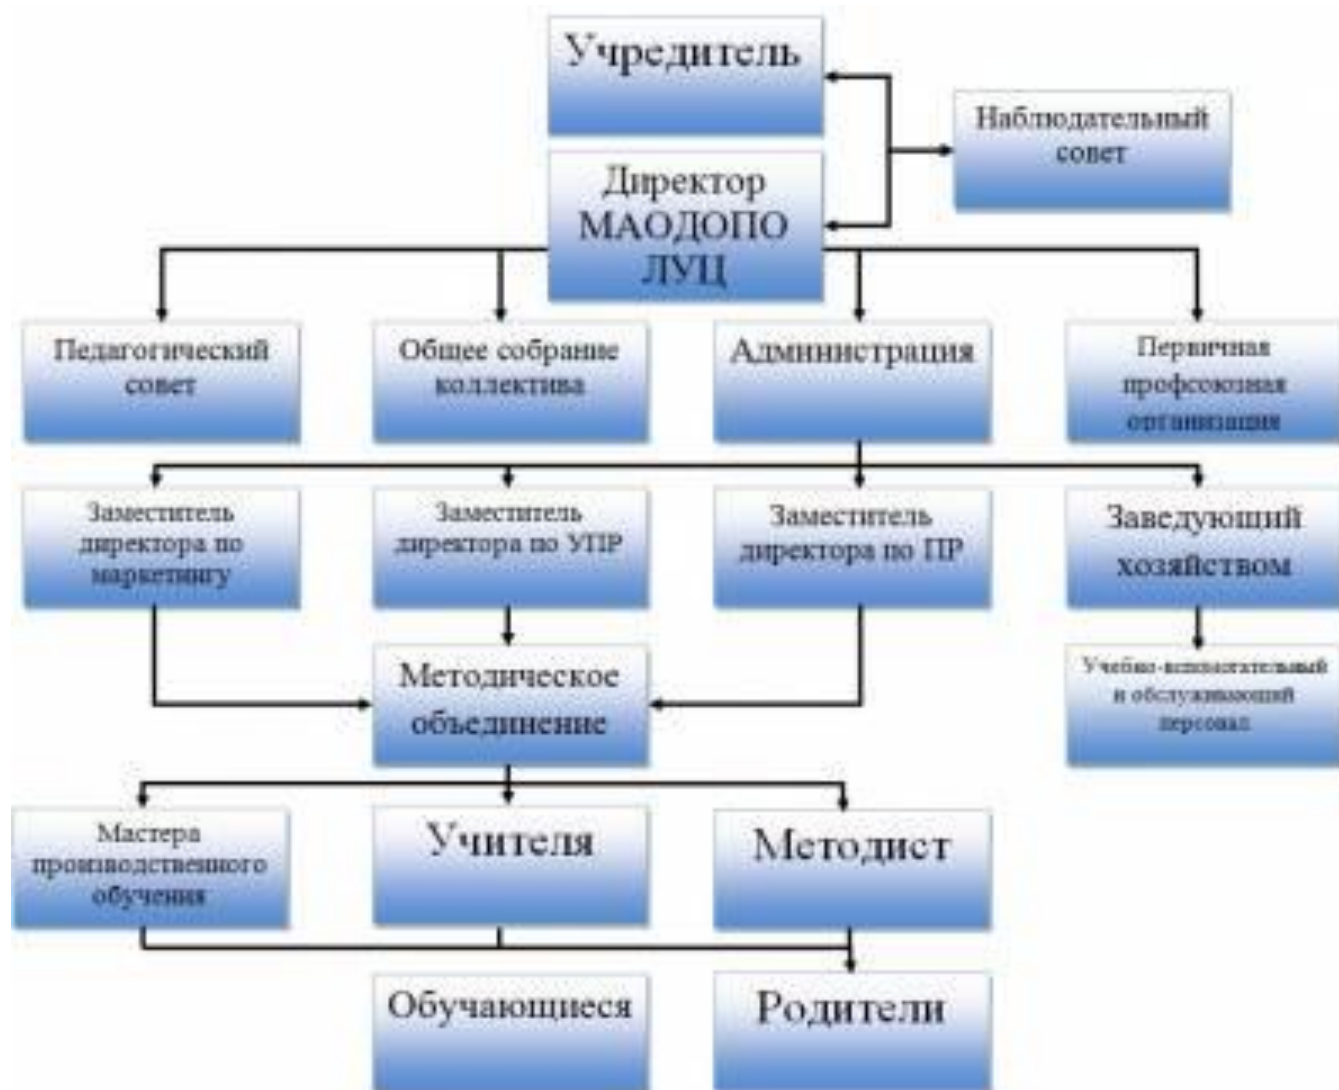 Учредитель
Наблюдательный
совет
Директор
МАОДОПО
ЛУЦ
Педагогический
совет
Общее собрание
коллектива
Администрация
Первичная
профсоюзная
организация
Заместитель
директора по
маркетингу
Заместитель
директора по УПР
Заместитель
директора по ПР
Заведующий
хозяйством
Методическое
объединение
Учебно-вспомогательный
и обслуживающий
персонал
Мастера
производственного
обучения
Учителя
Методист
Обучающиеся
Родители